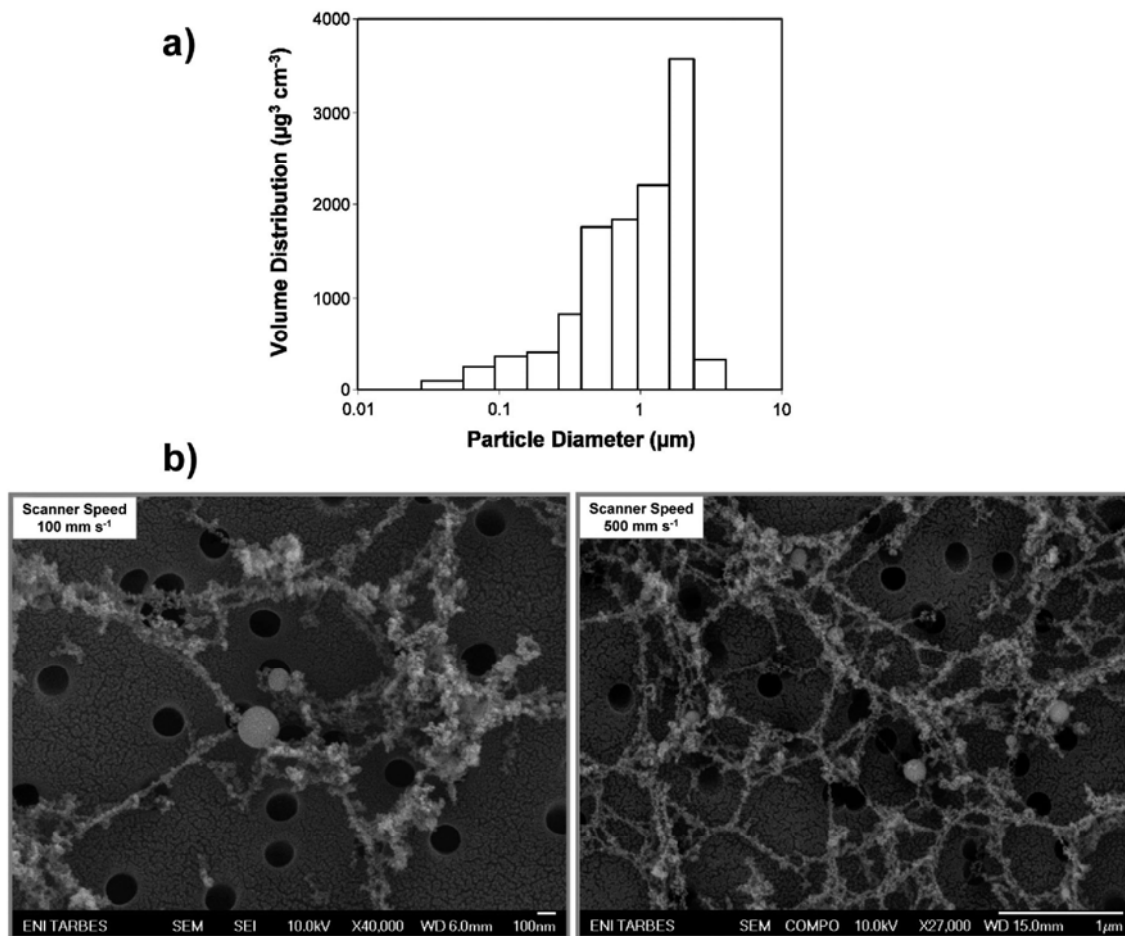 a)
4000
3000
2000
1000
0
Volume Distribution (µg³ cm⁻³)
0.01 0.1 1 10
Particle Diameter (µm)
b)
Scanner Speed
100 mm s⁻¹
Scanner Speed
500 mm s⁻¹
ENI TARBES SEM SEI 10.0kV X40,000 WD 6.0mm 100nm
ENI TARBES SEM COMPO 10.0kV X27,000 WD 15.0mm 1µm